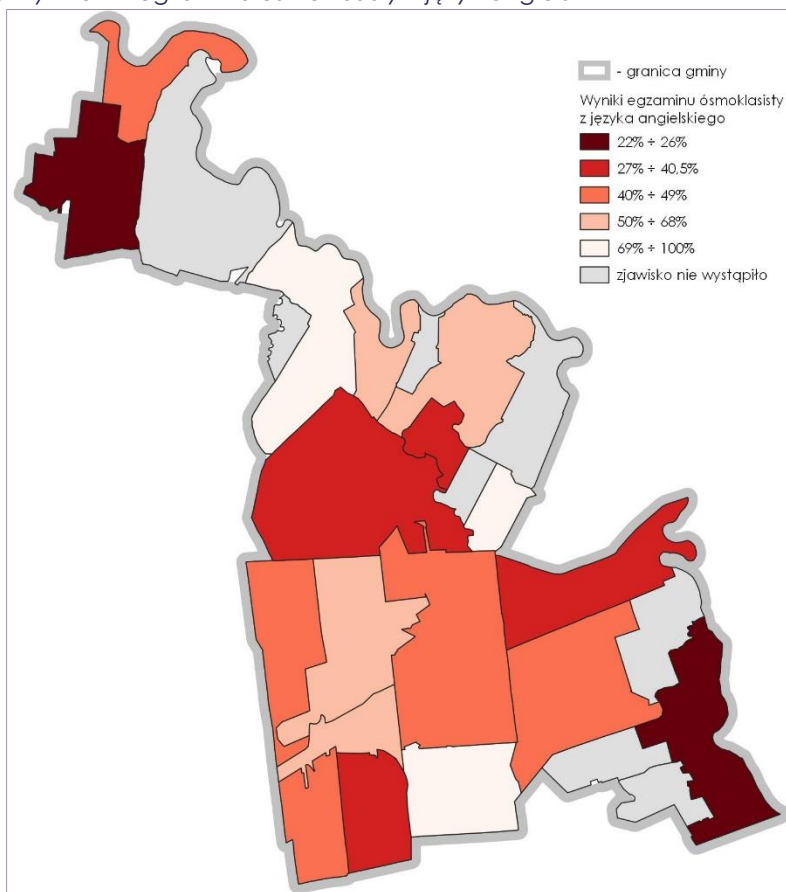 - granica gminy
Wyniki egzaminu ósmoklasisty
z języka angielskiego
22% ÷ 26%
27% ÷ 40,5%
40% ÷ 49%
50% ÷ 68%
69% ÷ 100%
zjawisko nie wystąpiło